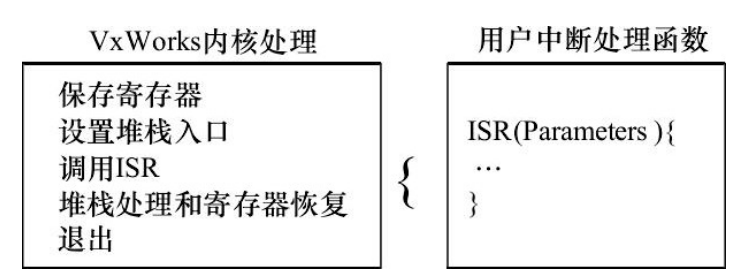 VxWorks内核处理
保存寄存器
设置堆栈入口
调用ISR
堆栈处理和寄存器恢复
退出
{
用户中断处理函数
ISR(Parameters ){
…
}